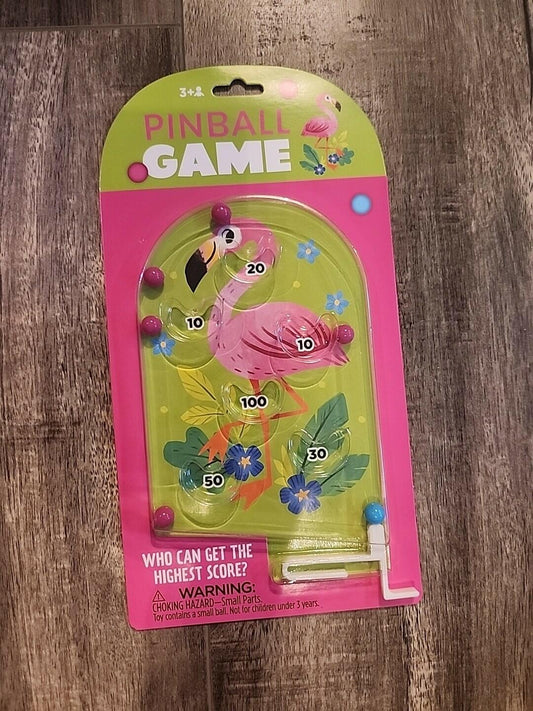 3+
PINBALL
GAME
20
10
10
100
30
50
WHO CAN GET THE
HIGHEST SCORE?
WARNING:
CHOKING HAZARD—Small Parts.
Toy contains a small ball. Not for children under 3 years.